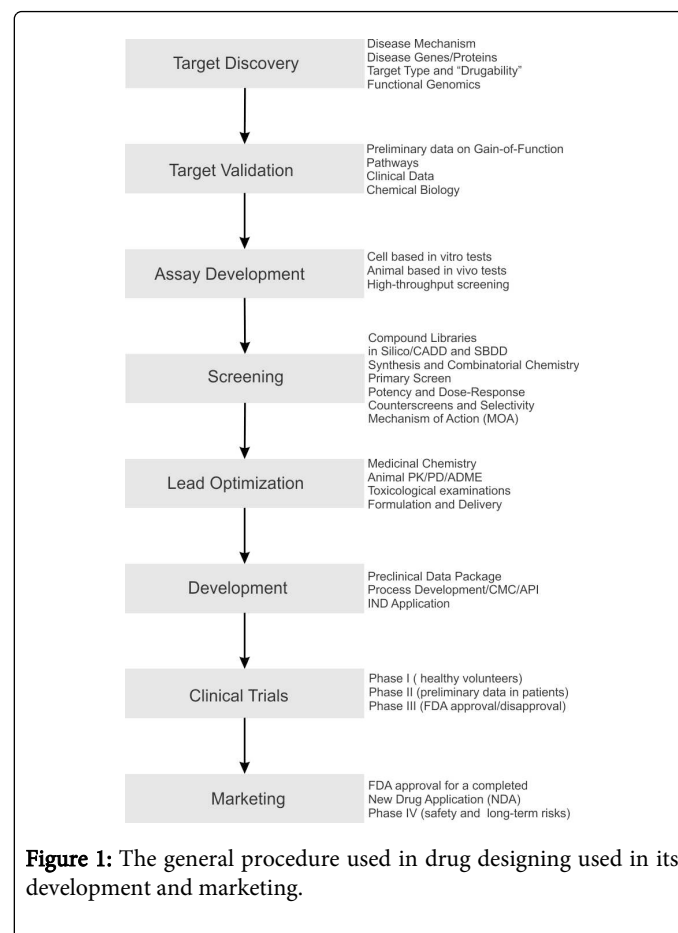 Target Discovery
Disease Mechanism
Disease Genes/Proteins
Target Type and “Drugability”
Functional Genomics
Target Validation
Preliminary data on Gain-of-Function
Pathways
Clinical Data
Chemical Biology
Assay Development
Cell based in vitro tests
Animal based in vivo tests
High-throughput screening
Screening
Compound Libraries
in Silico/CADD and SBDD
Synthesis and Combinatorial Chemistry
Primary Screen
Potency and Dose-Response
Counterscreens and Selectivity
Mechanism of Action (MOA)
Lead Optimization
Medicinal Chemistry
Animal PK/PD/ADME
Toxicological examinations
Formulation and Delivery
Development
Preclinical Data Package
Process Development/CMC/API
IND Application
Clinical Trials
Phase I ( healthy volunteers)
Phase II (preliminary data in patients)
Phase III (FDA approval/disapproval)
Marketing
FDA approval for a completed
New Drug Application (NDA)
Phase IV (safety and long-term risks)
Figure 1: The general procedure used in drug designing used in its
development and marketing.